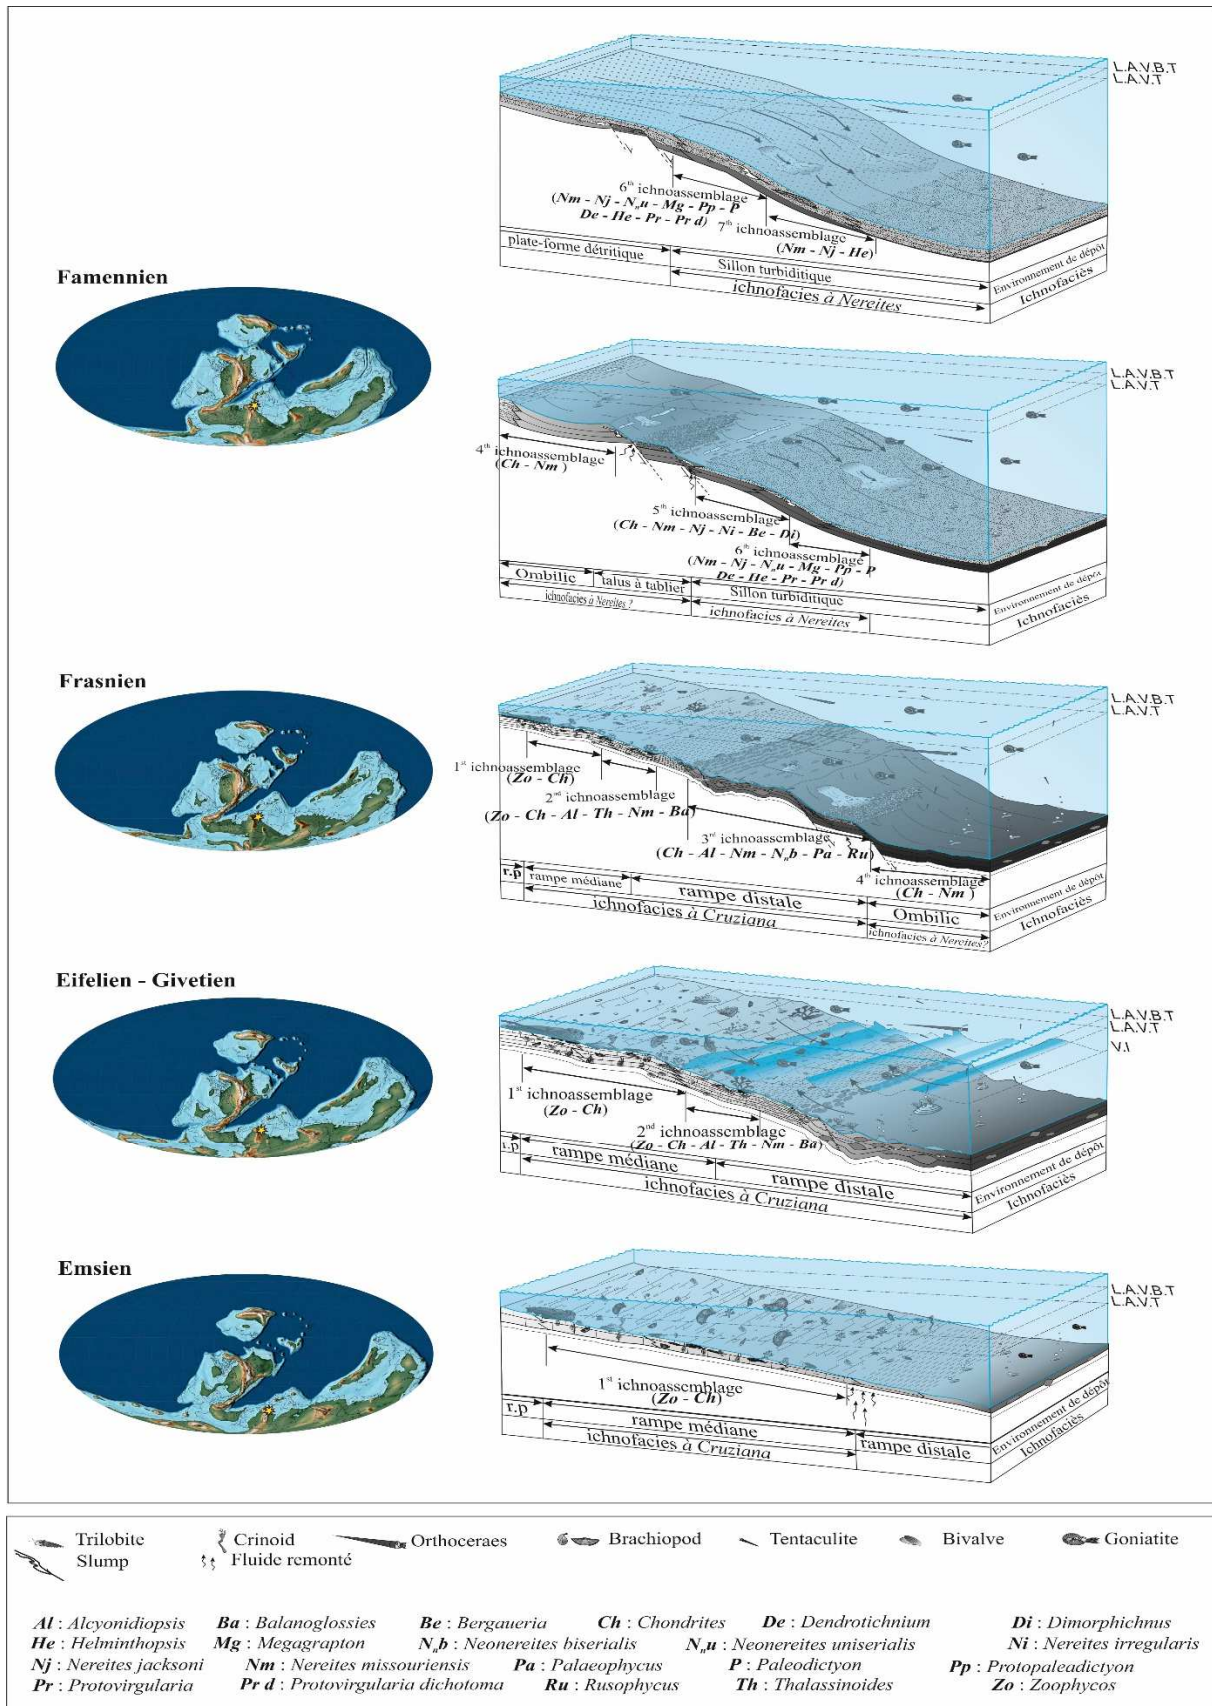 L.A.V.B.T
L.A.V.T
6th ichnoassemblage
(Nm - Nj - Nnu - Mg - Pp - P
De - He - Pr - Pr d)
7th ichnoassemblage
(Nm - Nj - He)
plate-forme détritique
Sillon turbiditique
ichnofacies à Nereites
Environnement de dépôt
Ichnofaciès
Famennien
L.A.V.B.T
L.A.V.T
4th ichnoassemblage
(Ch - Nm )
5th ichnoassemblage
(Ch - Nm - Nj - Ni - Be - Di)
6th ichnoassemblage
(Nm - Nj - Nnu - Mg - Pp - P
De - He - Pr - Pr d)
Ombilic
talus à tablier
Sillon turbiditique
ichnofacies à Nereites ?
ichnofacies à Nereites
Environnement de dépôt
Ichnofaciès
Frasnien
L.A.V.B.T
L.A.V.T
1st ichnoassemblage
(Zo - Ch)
2nd ichnoassemblage
(Zo - Ch - Al - Th - Nm - Ba)
3rd ichnoassemblage
(Ch - Al - Nm - Nnb - Pa - Ru)
4th ichnoassemblage
(Ch - Nm )
r.p
rampe médiane
rampe distale
Ombilic
ichnofacies à Cruziana
ichnofacies à Nercites?
Environnement de dépôt
Ichnofaciès
Eifelien - Givetien
L.A.V.B.T
L.A.V.T
V.I
1st ichnoassemblage
(Zo - Ch)
2nd ichnoassemblage
(Zo - Ch - Al - Th - Nm - Ba)
r.p
rampe médiane
rampe distale
ichnofacies à Cruziana
Environnement de dépôt
Ichnofaciès
Emsien
L.A.V.B.T
L.A.V.T
1st ichnoassemblage
(Zo - Ch)
r.p
rampe médiane
rampe distale
ichnofacies à Cruziana
Environnement de dépôt
Ichnofaciès
Trilobite Crinoid Orthoceraes Brachiopod Tentaculite Bivalve Goniatite
Slump Fluide remonté
Al : Alcyonidiopsis Ba : Balanoglossies Be : Bergaueria Ch : Chondrites De : Dendrotichnium Di : Dimorphichnus
He : Helminthopsis Mg : Megagrapton Nnb : Neonereites biserialis Nnu : Neonereites uniserialis Ni : Nereites irregularis
Nj : Nereites jacksoni Nm : Nereites missouriensis Pa : Palaeophycus P : Paleodictyon Pp : Protopaleadictyon
Pr : Protovirgularia Pr d : Protovirgularia dichotoma Ru : Rusophycus Th : Thalassinoides Zo : Zoophycos